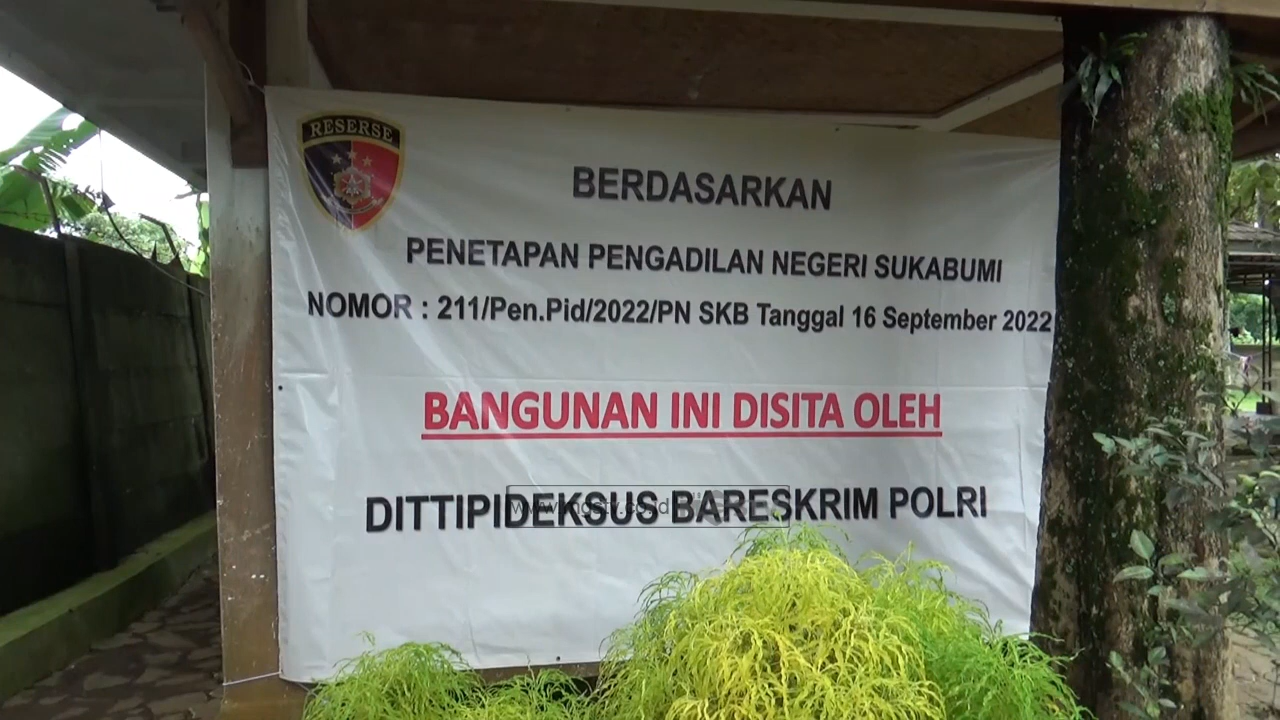 RESERSE
BERDASARKAN
PENETAPAN PENGADILAN NEGERI SUKABUMI
NOMOR : 211/Pen.Pid/2022/PN SKB Tanggal 16 September 2022
BANGUNAN INI DISITA OLEH
DITTIPIDEKSUS BARESKRIM POLRI